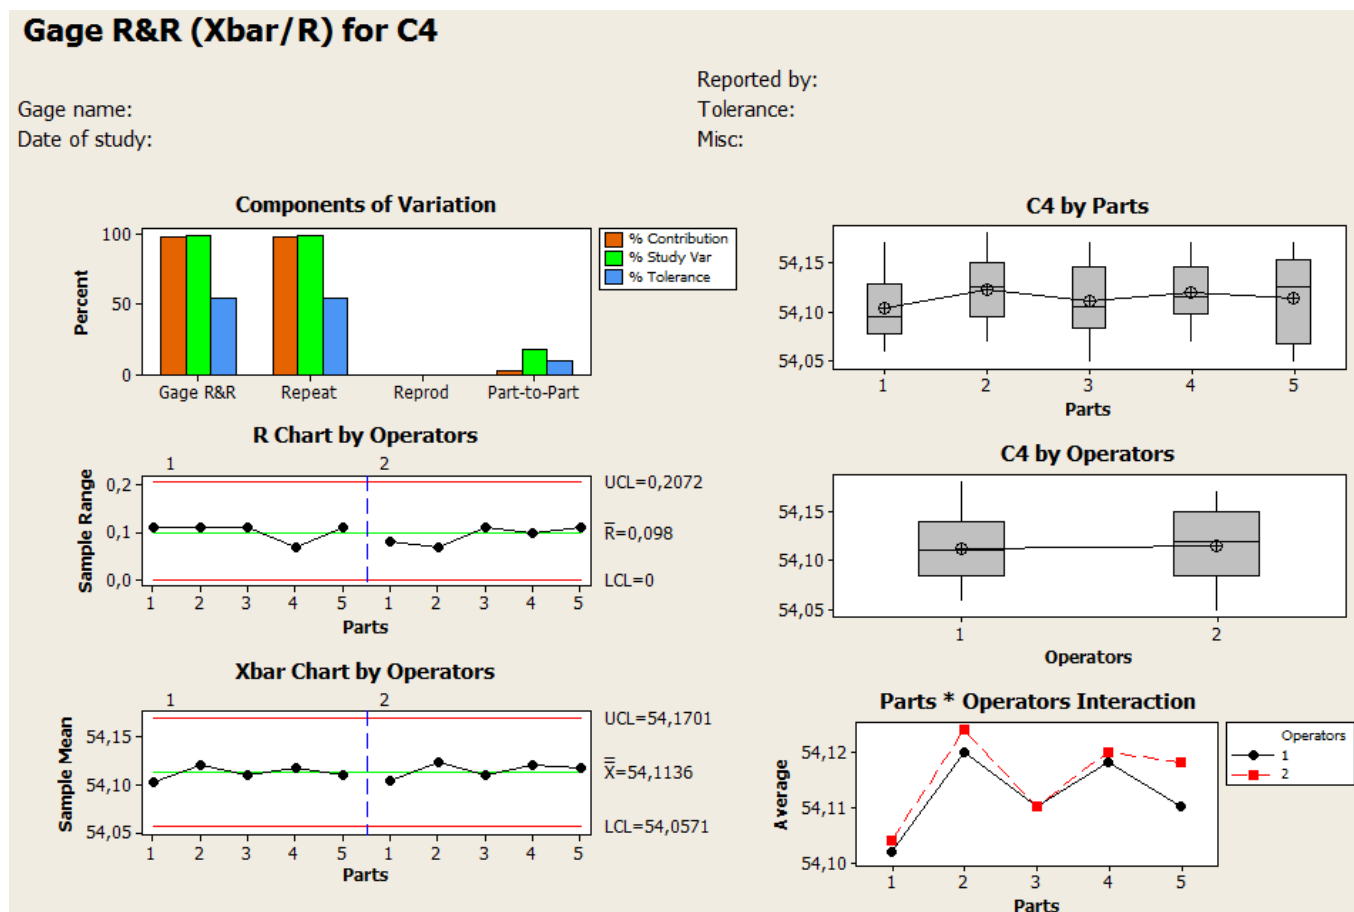 Gage R&R (Xbar/R) for C4
Reported by:
Gage name:
Tolerance:
Date of study:
Misc:
Components of Variation
100
50
0
Percent
Gage R&R Repeat Reprod Part-to-Part
% Contribution
% Study Var
% Tolerance
R Chart by Operators
1 2
Sample Range
0,2
0,1
0,0
UCL=0,2072
R=0,098
LCL=0
1 2 3 4 5 1 2 3 4 5
Parts
Xbar Chart by Operators
1 2
Sample Mean
54,15
54,10
54,05
UCL=54,1701
X=54,1136
LCL=54,0571
1 2 3 4 5 1 2 3 4 5
Parts
C4 by Parts
54,15
54,10
54,05
1 2 3 4 5
Parts
C4 by Operators
54,15
54,10
54,05
1 2
Operators
Parts * Operators Interaction
Average
54,12
54,11
54,10
1 2 3 4 5
Parts
Operators
1
2